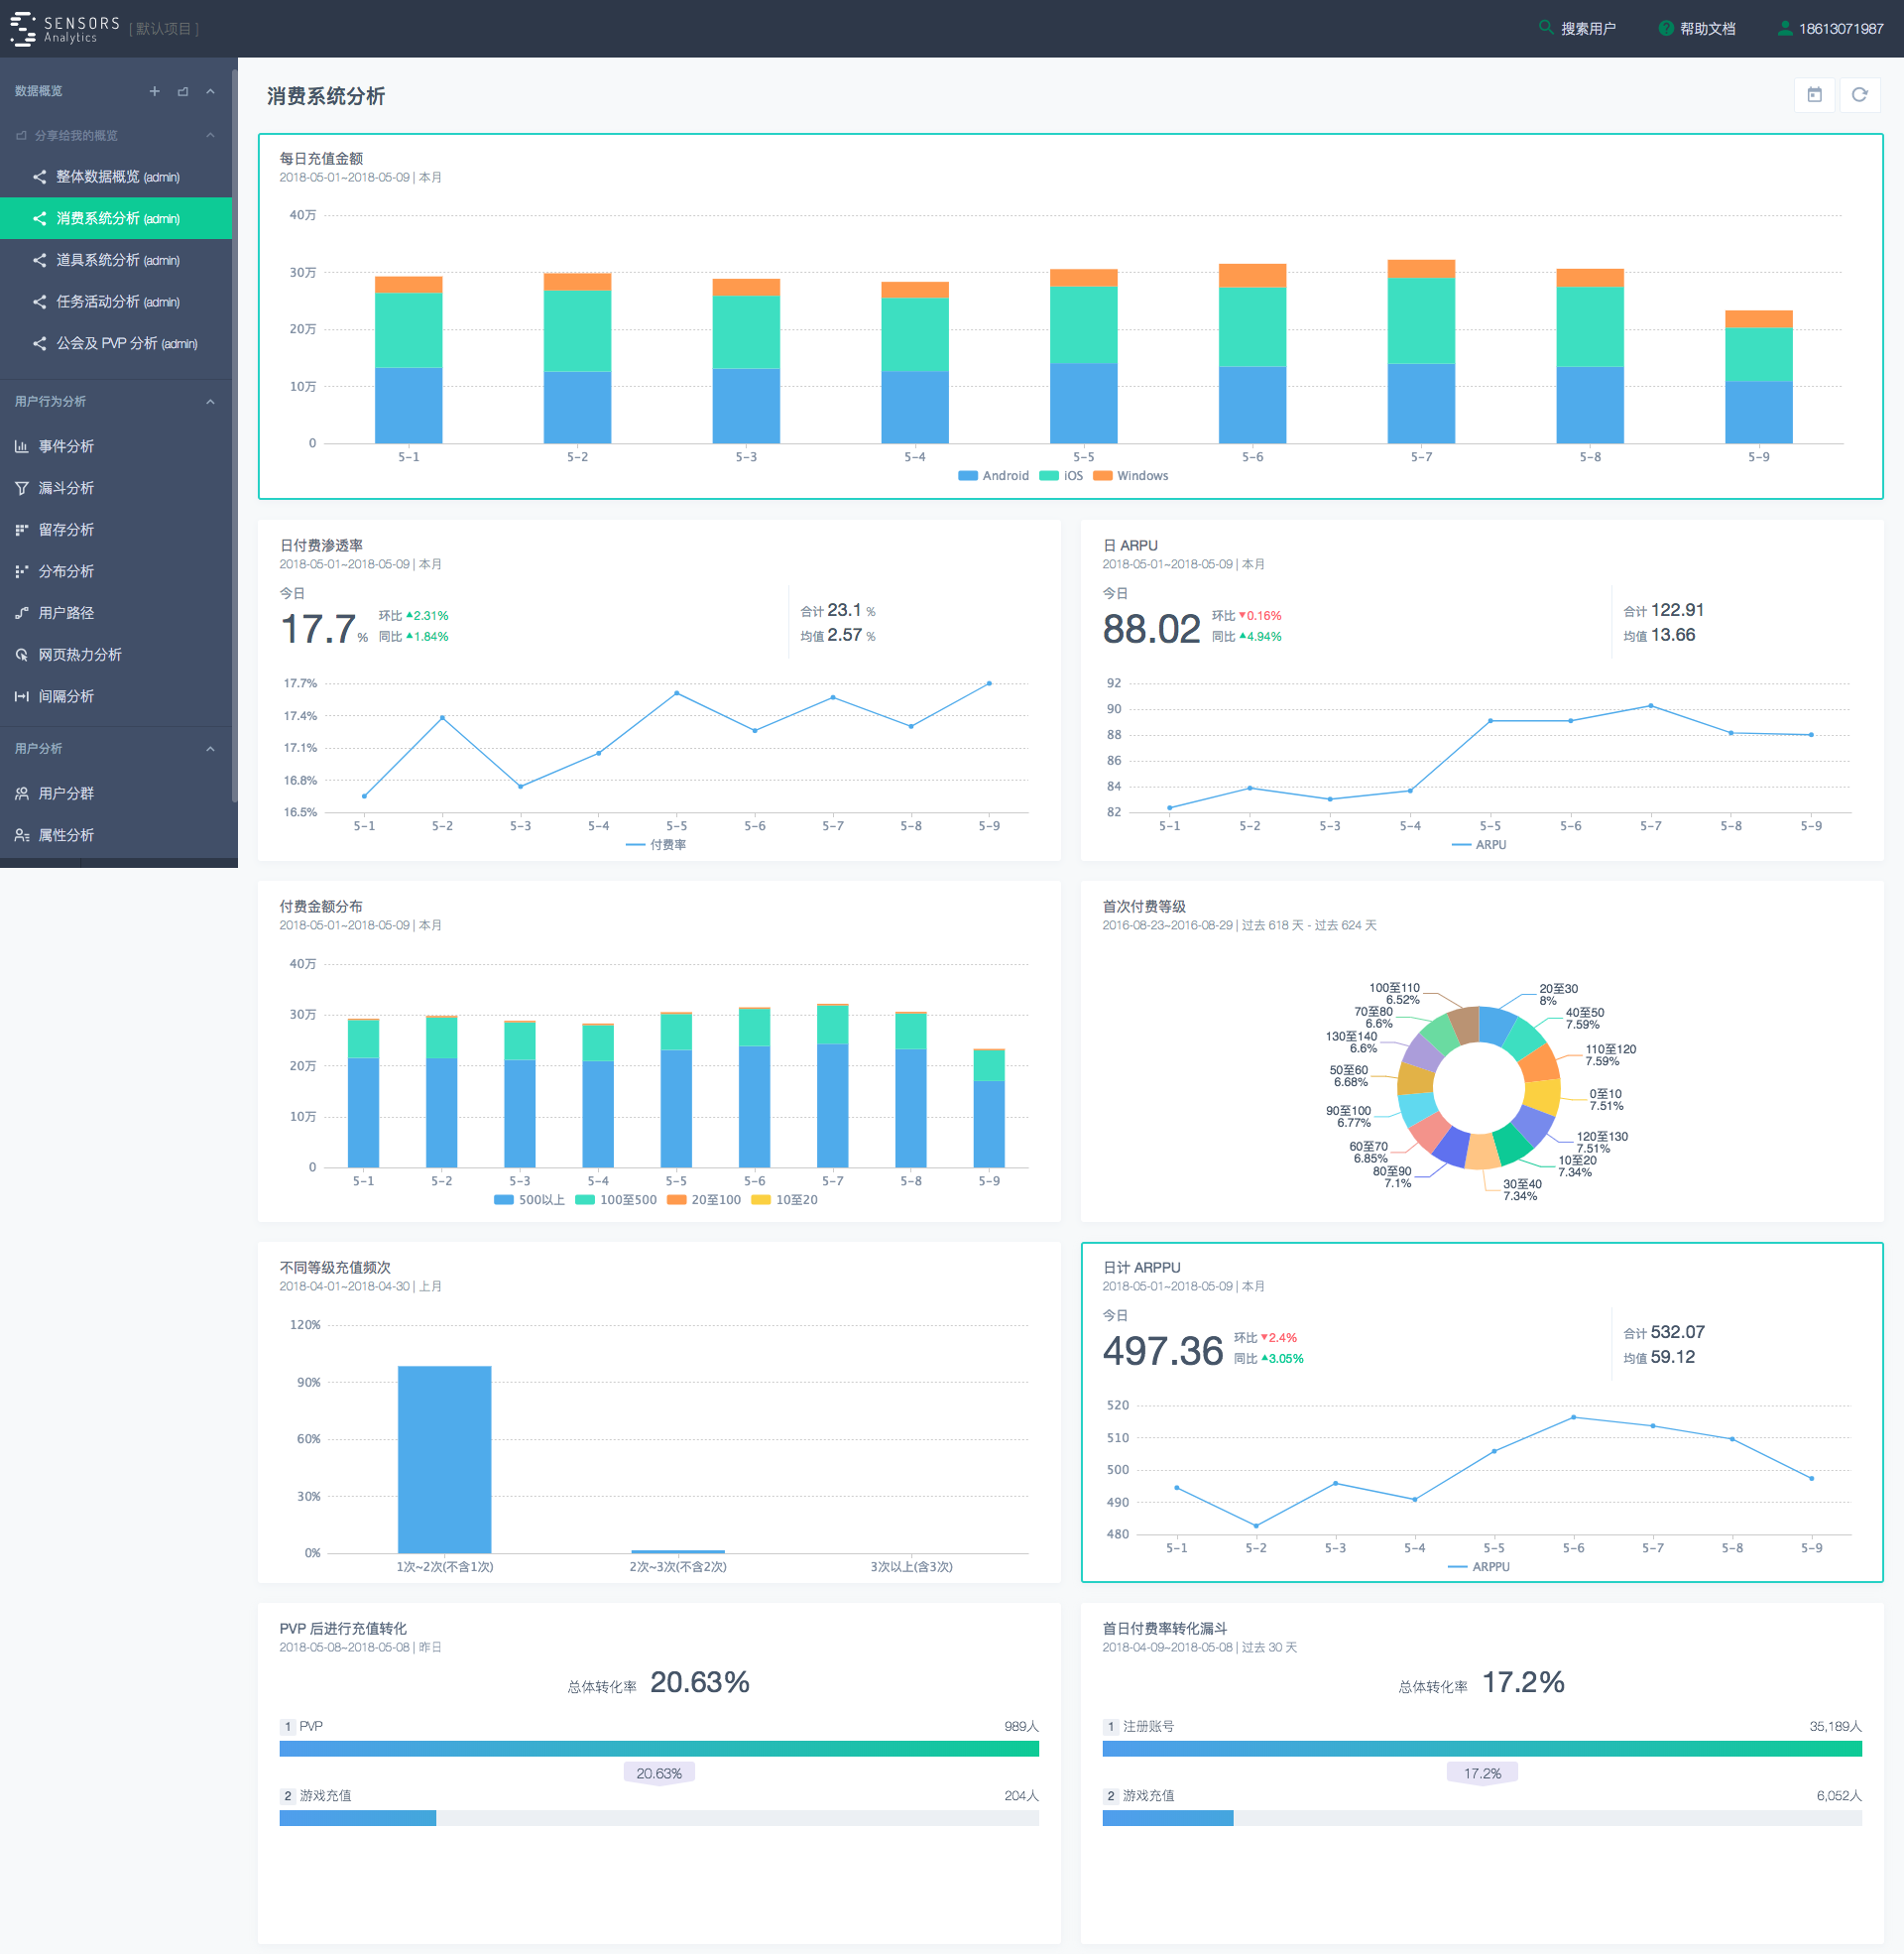 SENSORS
Analytics
[ 默认项目 ]
搜索用户
帮助文档
18613071987
数据概览
分享给我的概览
整体数据概览 (admin)
消费系统分析 (admin)
道具系统分析 (admin)
任务活动分析 (admin)
公会及 PVP 分析 (admin)
用户行为分析
事件分析
漏斗分析
留存分析
分布分析
用户路径
网页热力分析
间隔分析
用户分析
用户分群
属性分析
消费系统分析
每日充值金额
2018-05-01~2018-05-09 | 本月
40万
30万
20万
10万
0
5-1 5-2 5-3 5-4 5-5 5-6 5-7 5-8 5-9
Android iOS Windows
日付费渗透率
2018-05-01~2018-05-09 | 本月
今日
17.7 %
环比 2.31%
同比 1.84%
合计 23.1 %
均值 2.57 %
17.7%
17.4%
17.1%
16.8%
16.5%
5-1 5-2 5-3 5-4 5-5 5-6 5-7 5-8 5-9
付费率
日 ARPU
2018-05-01~2018-05-09 | 本月
今日
88.02
环比 0.16%
同比 4.94%
合计 122.91
均值 13.66
92
90
88
86
84
82
5-1 5-2 5-3 5-4 5-5 5-6 5-7 5-8 5-9
ARPU
付费金额分布
2018-05-01~2018-05-09 | 本月
40万
30万
20万
10万
0
5-1 5-2 5-3 5-4 5-5 5-6 5-7 5-8 5-9
500以上 100至500 20至100 10至20
首次付费等级
2016-08-23~2016-08-29 | 过去 618 天 - 过去 624 天
20至30
8%
40至50
7.59%
110至120
7.59%
0至10
7.51%
120至130
7.51%
10至20
7.34%
30至40
7.34%
80至90
7.1%
60至70
6.85%
90至100
6.77%
50至60
6.68%
130至140
6.6%
70至80
6.6%
100至110
6.52%
不同等级充值频次
2018-04-01~2018-04-30 | 上月
120%
90%
60%
30%
0%
1次~2次(不含1次) 2次~3次(不含2次) 3次以上(含3次)
日计 ARPPU
2018-05-01~2018-05-09 | 本月
今日
497.36
环比 2.4%
同比 3.05%
合计 532.07
均值 59.12
520
510
500
490
480
5-1 5-2 5-3 5-4 5-5 5-6 5-7 5-8 5-9
ARPPU
PVP 后进行充值转化
2018-05-08~2018-05-08 | 昨日
总体转化率 20.63%
1 PVP 989人
20.63%
2 游戏充值 204人
首日付费率转化漏斗
2018-04-09~2018-05-08 | 过去 30 天
总体转化率 17.2%
1 注册账号 35,189人
17.2%
2 游戏充值 6,052人